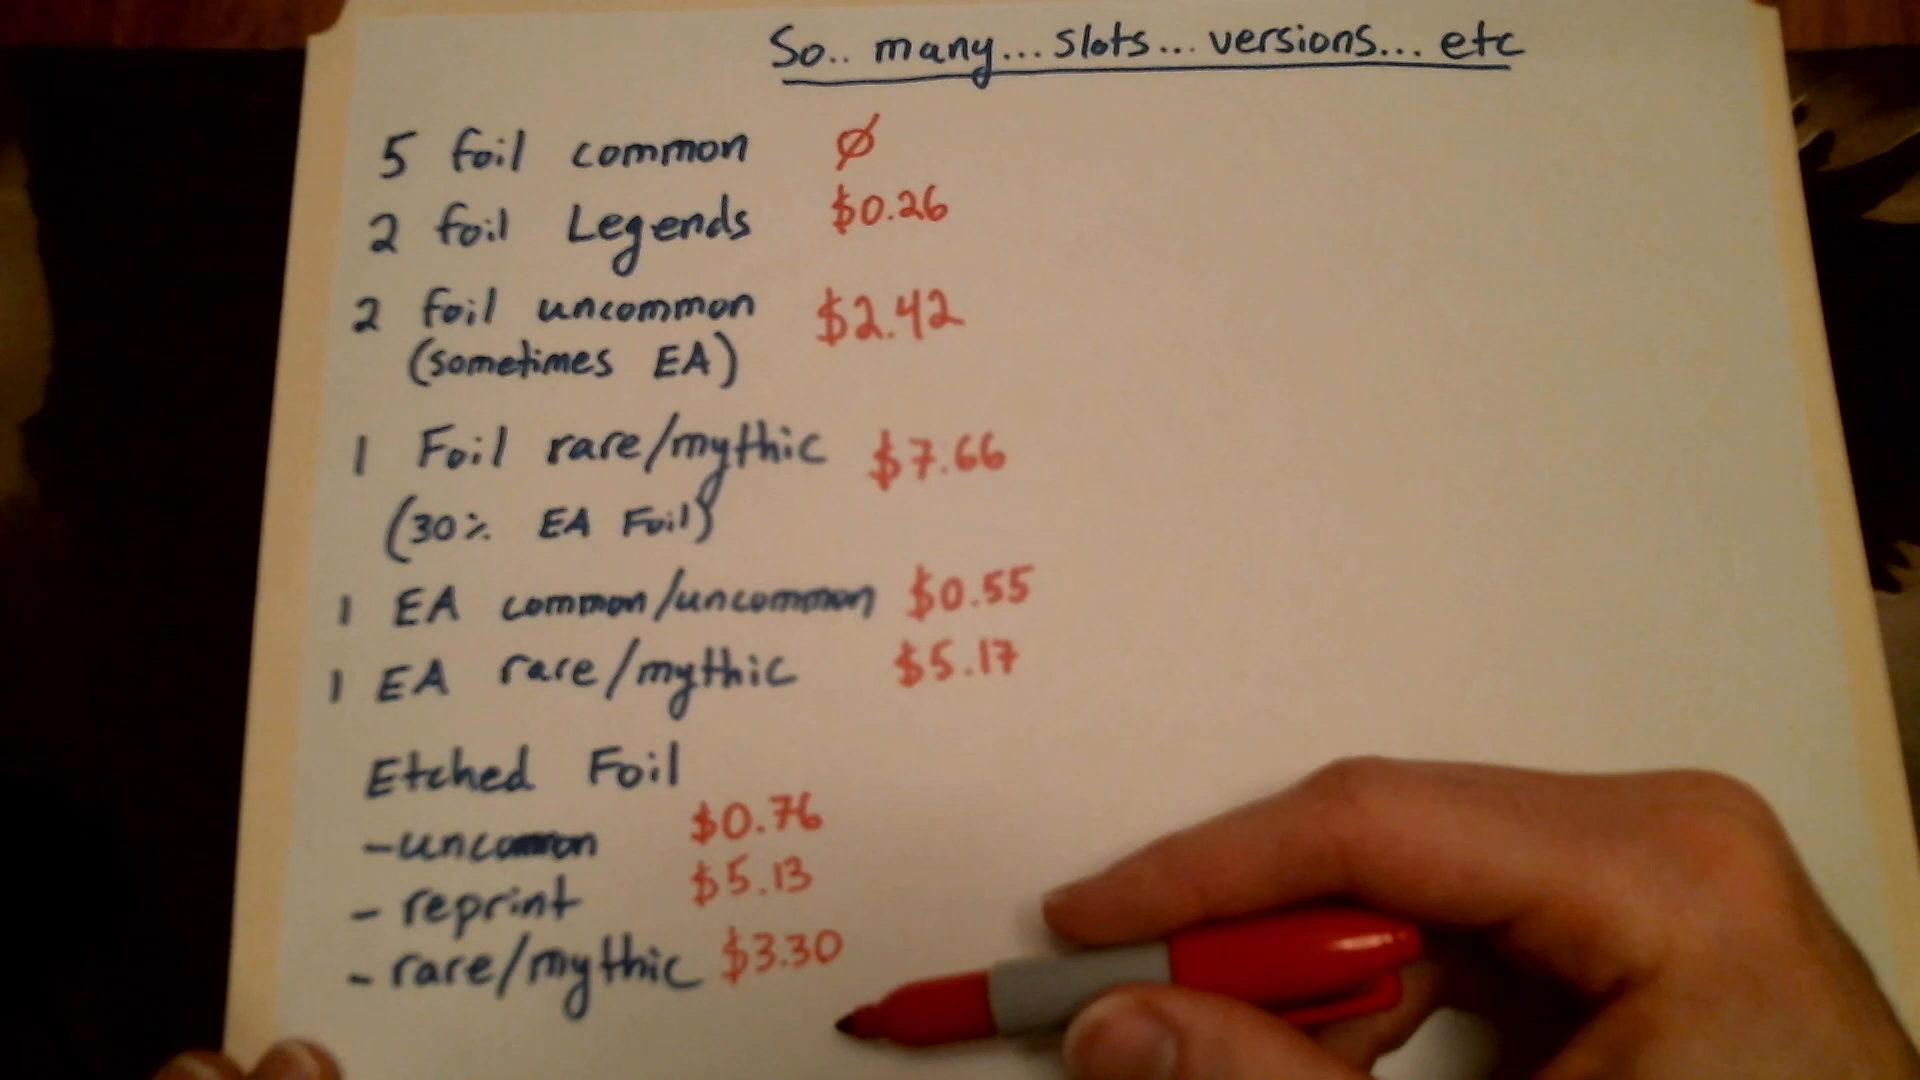 So.. many... slots... versions... etc
5 foil common ∅
2 foil Legends $0.26
2 foil uncommon $2.42
(sometimes EA)
1 Foil rare/mythic $7.66
(30% EA Foil)
1 EA common/uncommon $0.55
1 EA rare/mythic $5.17
Etched Foil
-uncommon $0.76
- reprint $5.13
- rare/mythic $3.30